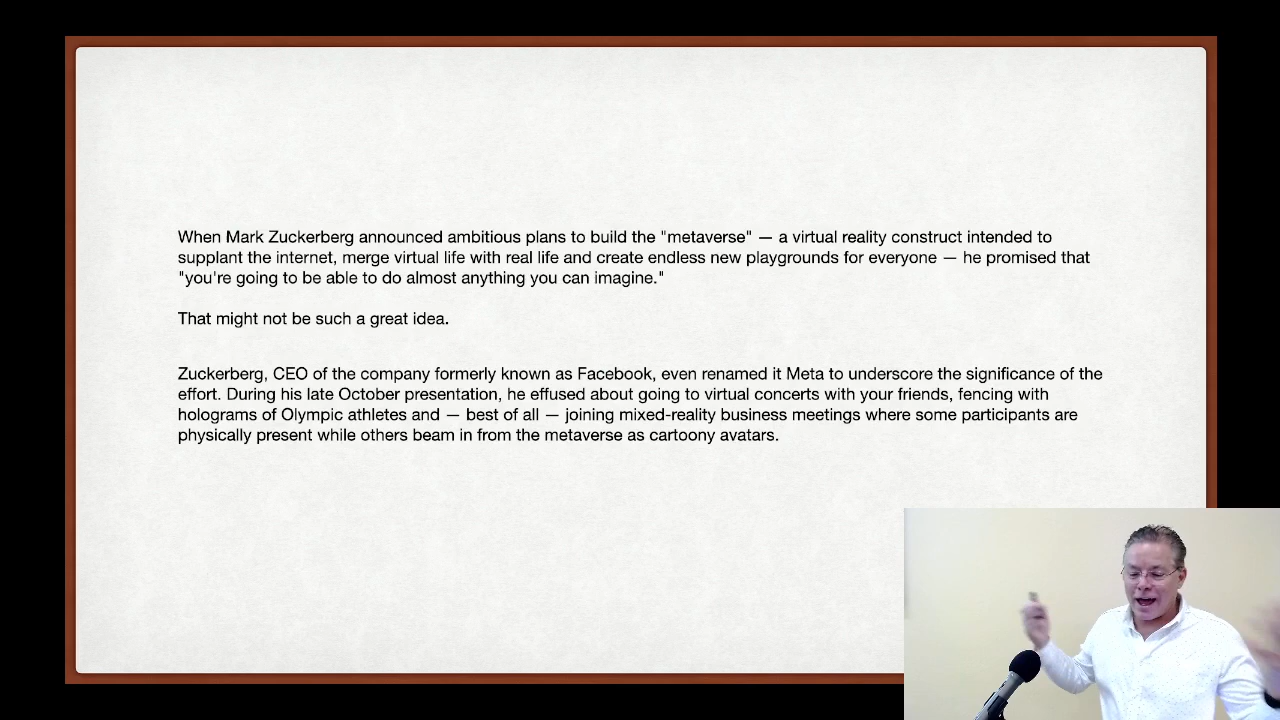 When Mark Zuckerberg announced ambitious plans to build the "metaverse" — a virtual reality construct intended to
supplant the internet, merge virtual life with real life and create endless new playgrounds for everyone — he promised that
"you're going to be able to do almost anything you can imagine."
That might not be such a great idea.
Zuckerberg, CEO of the company formerly known as Facebook, even renamed it Meta to underscore the significance of the
effort. During his late October presentation, he effused about going to virtual concerts with your friends, fencing with
holograms of Olympic athletes and — best of all — joining mixed-reality business meetings where some participants are
physically present while others beam in from the metaverse as cartoony avatars.